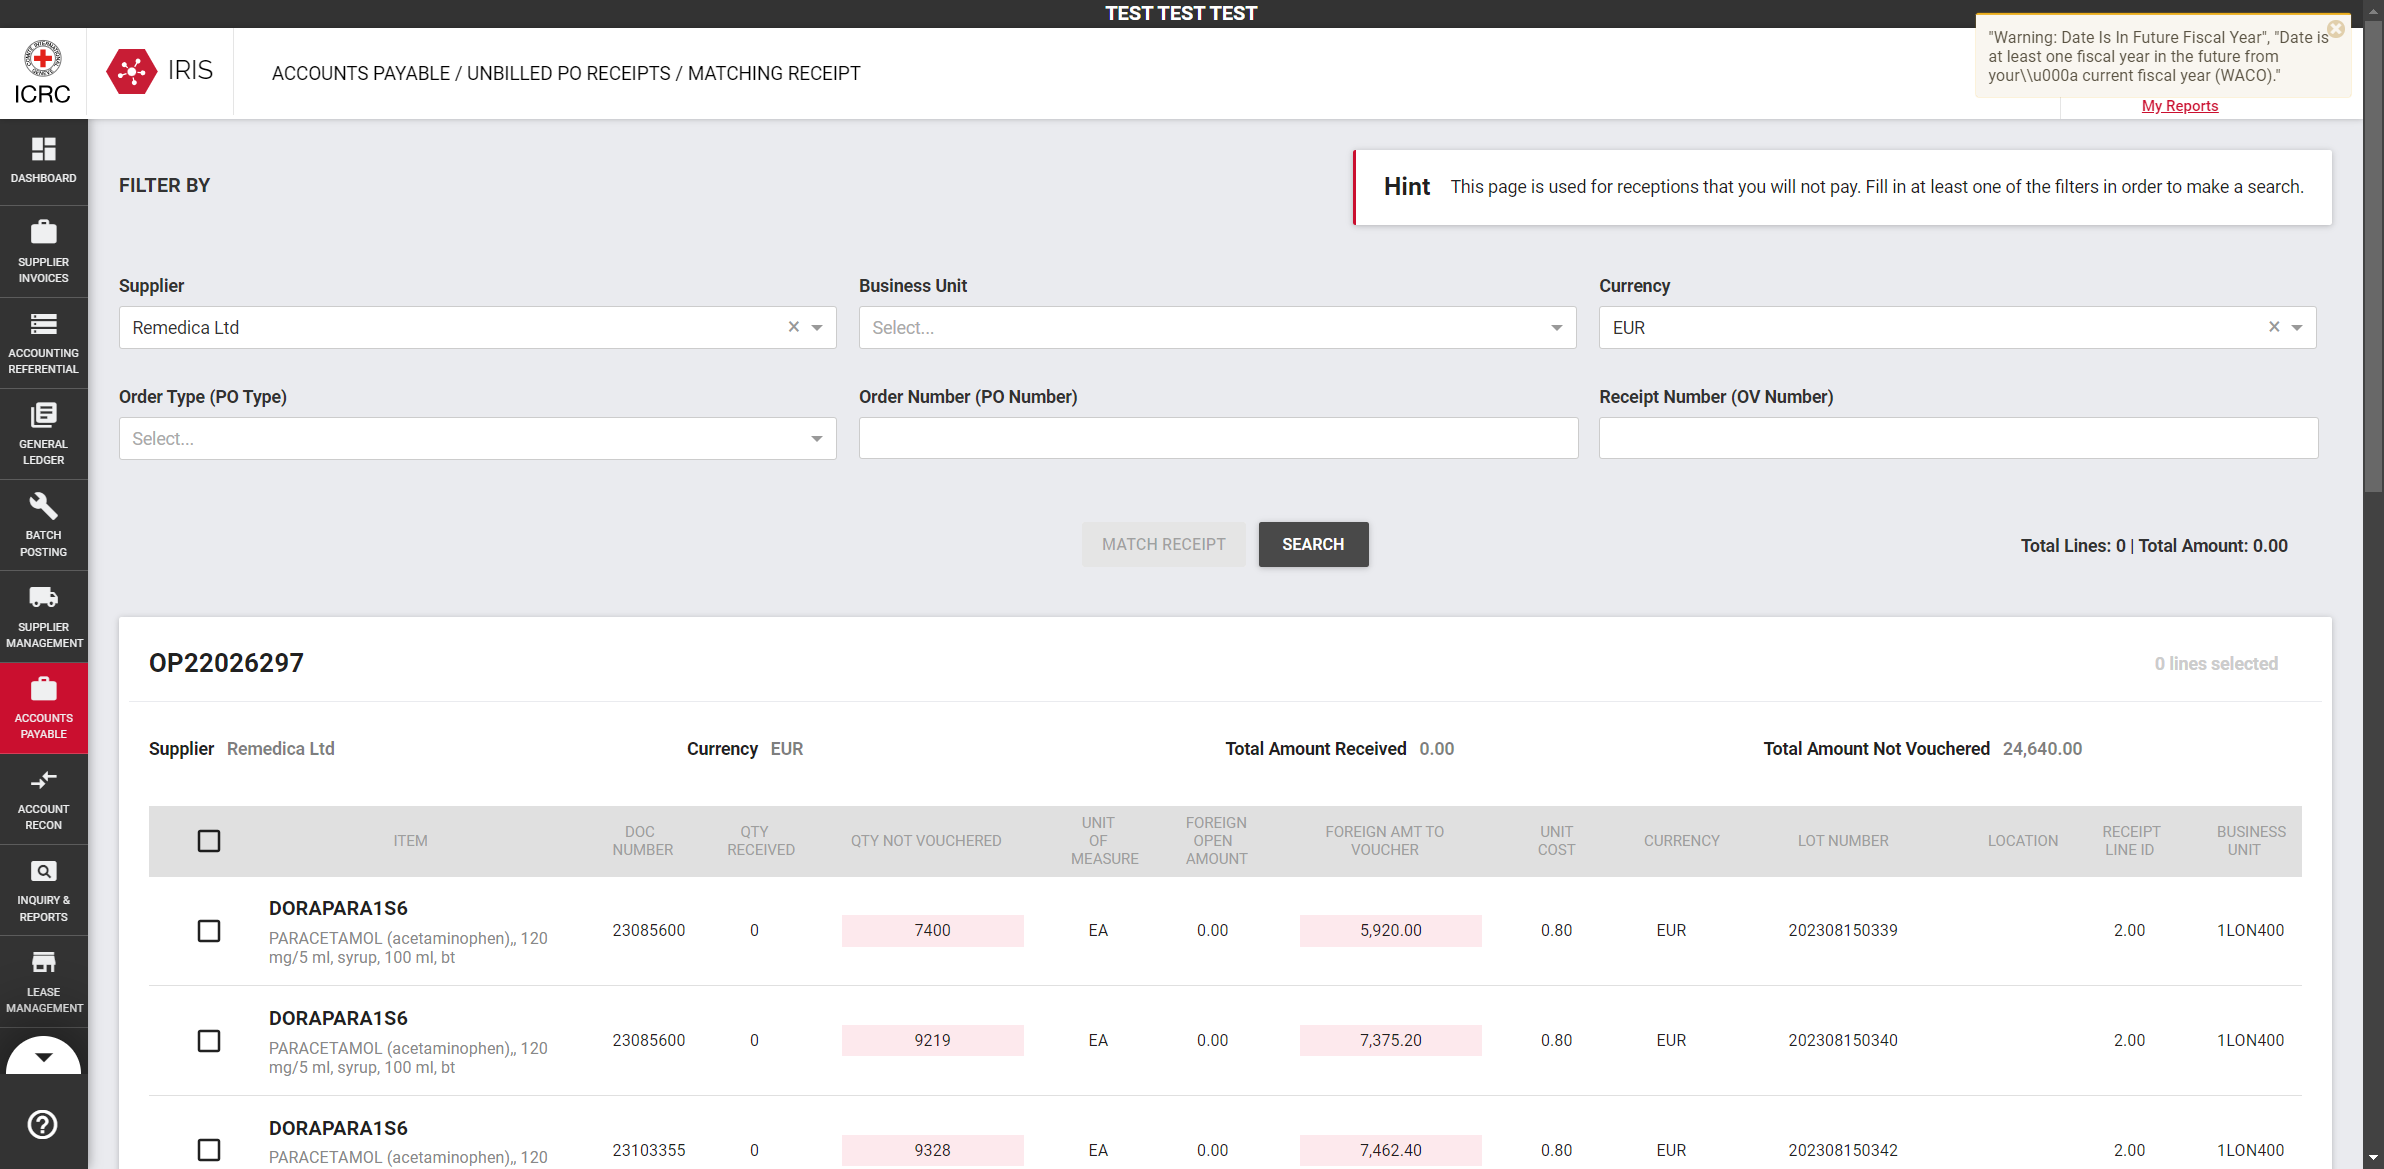 TEST TEST TEST
ICRC
IRIS
ACCOUNTS PAYABLE / UNBILLED PO RECEIPTS / MATCHING RECEIPT
"Warning: Date Is In Future Fiscal Year", "Date is
at least one fiscal year in the future from
your\\u000a current fiscal year (WACO)."
My Reports
DASHBOARD
SUPPLIER
INVOICES
ACCOUNTING
REFERENTIAL
GENERAL
LEDGER
BATCH
POSTING
SUPPLIER
MANAGEMENT
ACCOUNTS
PAYABLE
ACCOUNT
RECON
INQUIRY &
REPORTS
LEASE
MANAGEMENT
FILTER BY
Hint This page is used for receptions that you will not pay. Fill in at least one of the filters in order to make a search.
Supplier
Business Unit
Currency
Remedica Ltd
Select...
EUR
Order Type (PO Type)
Order Number (PO Number)
Receipt Number (OV Number)
Select...
MATCH RECEIPT
SEARCH
Total Lines: 0 | Total Amount: 0.00
OP22026297
0 lines selected
Supplier Remedica Ltd
Currency EUR
Total Amount Received 0.00
Total Amount Not Vouchered 24,640.00
ITEM
DOC
NUMBER
QTY
RECEIVED
QTY NOT VOUCHERED
UNIT
OF
MEASURE
FOREIGN
OPEN
AMOUNT
FOREIGN AMT TO
VOUCHER
UNIT
COST
CURRENCY
LOT NUMBER
LOCATION
RECEIPT
LINE ID
BUSINESS
UNIT
DORAPARA1S6
PARACETAMOL (acetaminophen),, 120
mg/5 ml, syrup, 100 ml, bt
23085600 0 7400 EA 0.00 5,920.00 0.80 EUR 202308150339 2.00 1LON400
DORAPARA1S6
PARACETAMOL (acetaminophen),, 120
mg/5 ml, syrup, 100 ml, bt
23085600 0 9219 EA 0.00 7,375.20 0.80 EUR 202308150340 2.00 1LON400
DORAPARA1S6
PARACETAMOL (acetaminophen),, 120
23103355 0 9328 EA 0.00 7,462.40 0.80 EUR 202308150342 2.00 1LON400